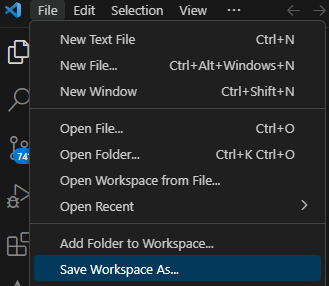 File Edit Selection View ...
New Text File Ctrl+N
New File... Ctrl+Alt+Windows+N
New Window Ctrl+Shift+N
Open File... Ctrl+O
Open Folder... Ctrl+K Ctrl+O
Open Workspace from File...
Open Recent
74
Add Folder to Workspace...
Save Workspace As...